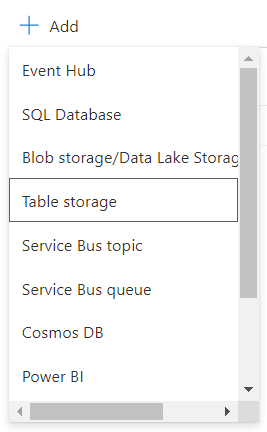 Add
Event Hub
SQL Database
Blob storage/Data Lake Storag
Table storage
Service Bus topic
Service Bus queue
Cosmos DB
Power BI